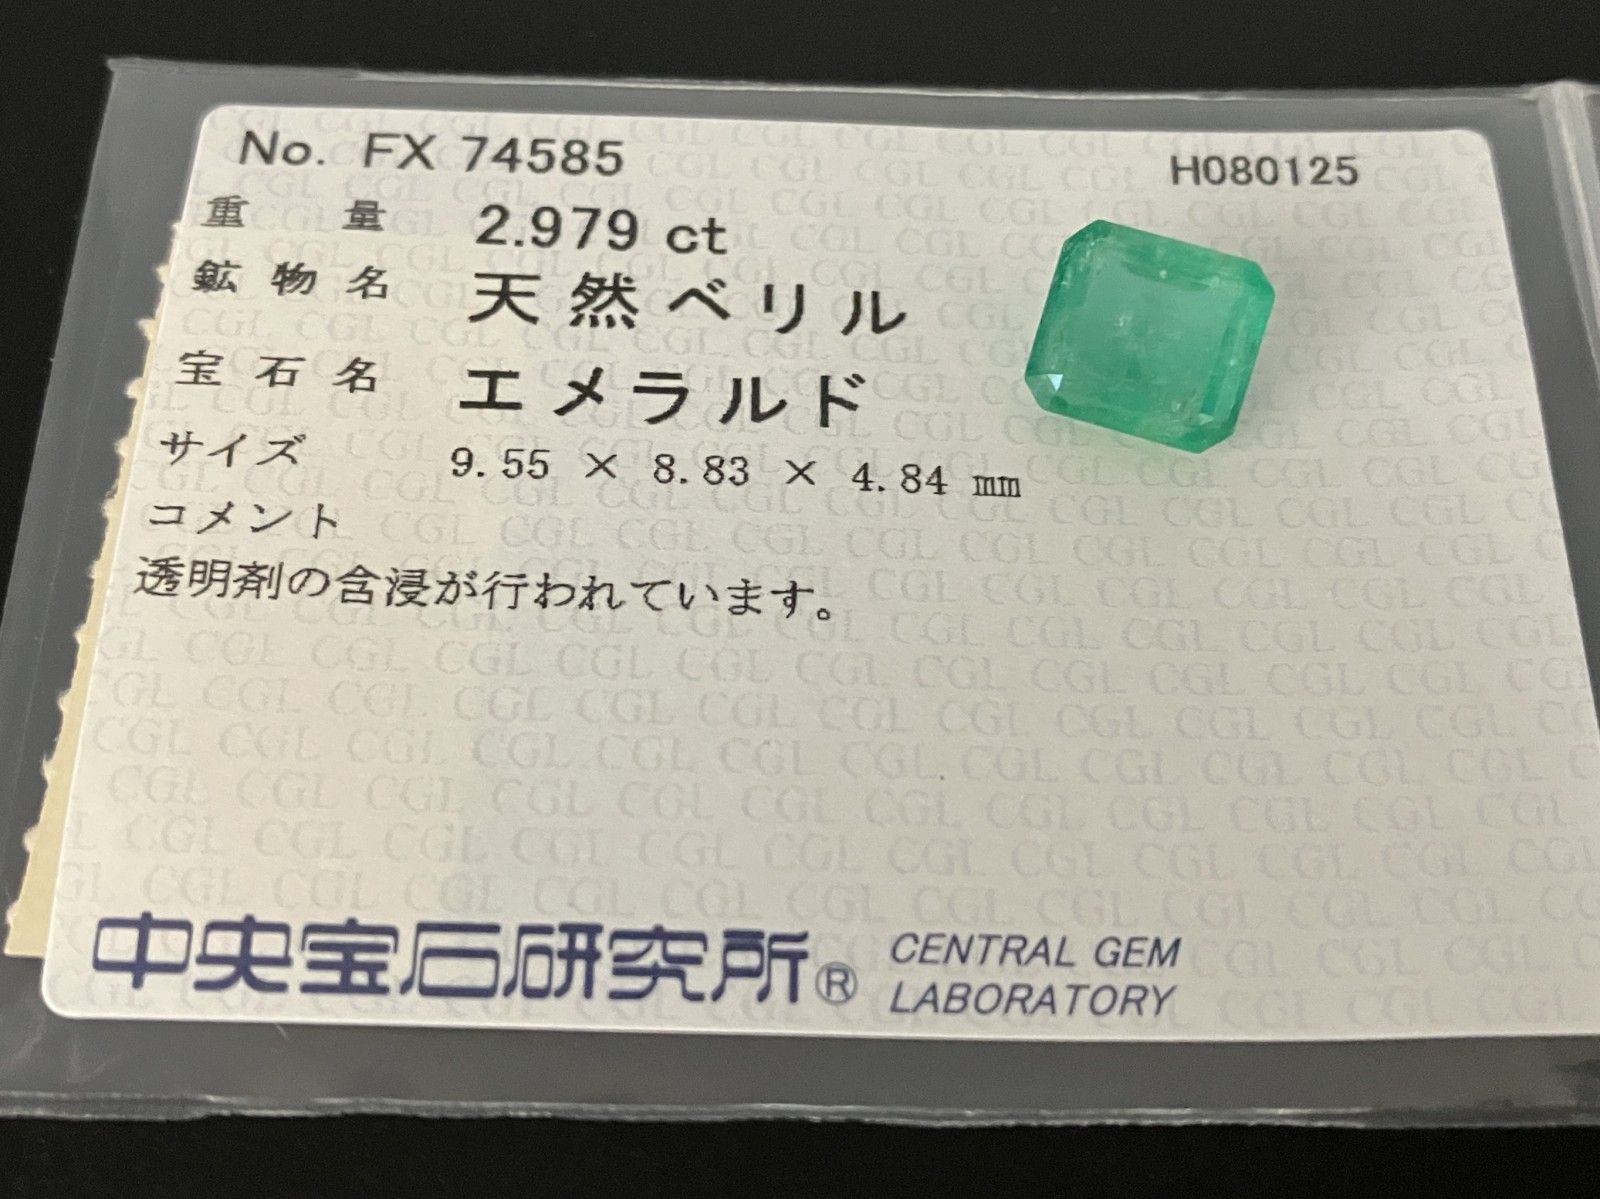 No. FX 74585 H080125
重量 2.979 ct
鉱物名 天然ベリル
宝石名 エメラルド
サイズ 9.55 × 8.83 × 4.84 mm
コメント
透明剤の含浸が行われています。
中央宝石研究所® CENTRAL GEM
LABORATORY